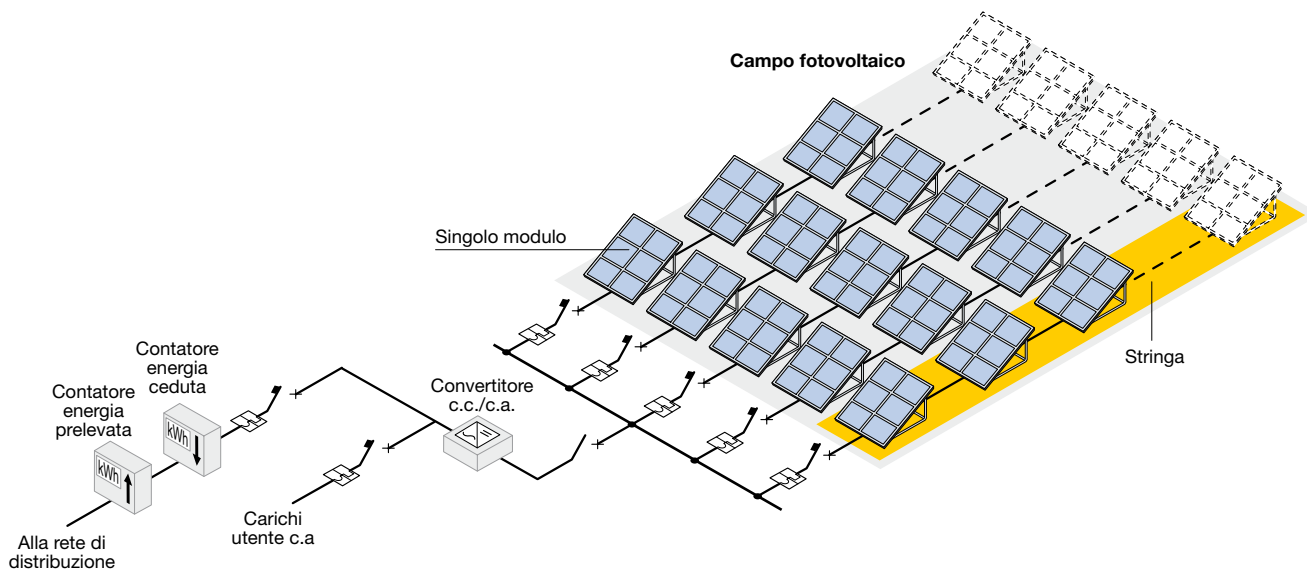 Campo fotovoltaico
Singolo modulo
Stringa
Contatore
energia
ceduta
Contatore
energia
prelevata
Convertitore
c.c./c.a.
kWh
kWh
Carichi
utente c.a
Alla rete di
distribuzione